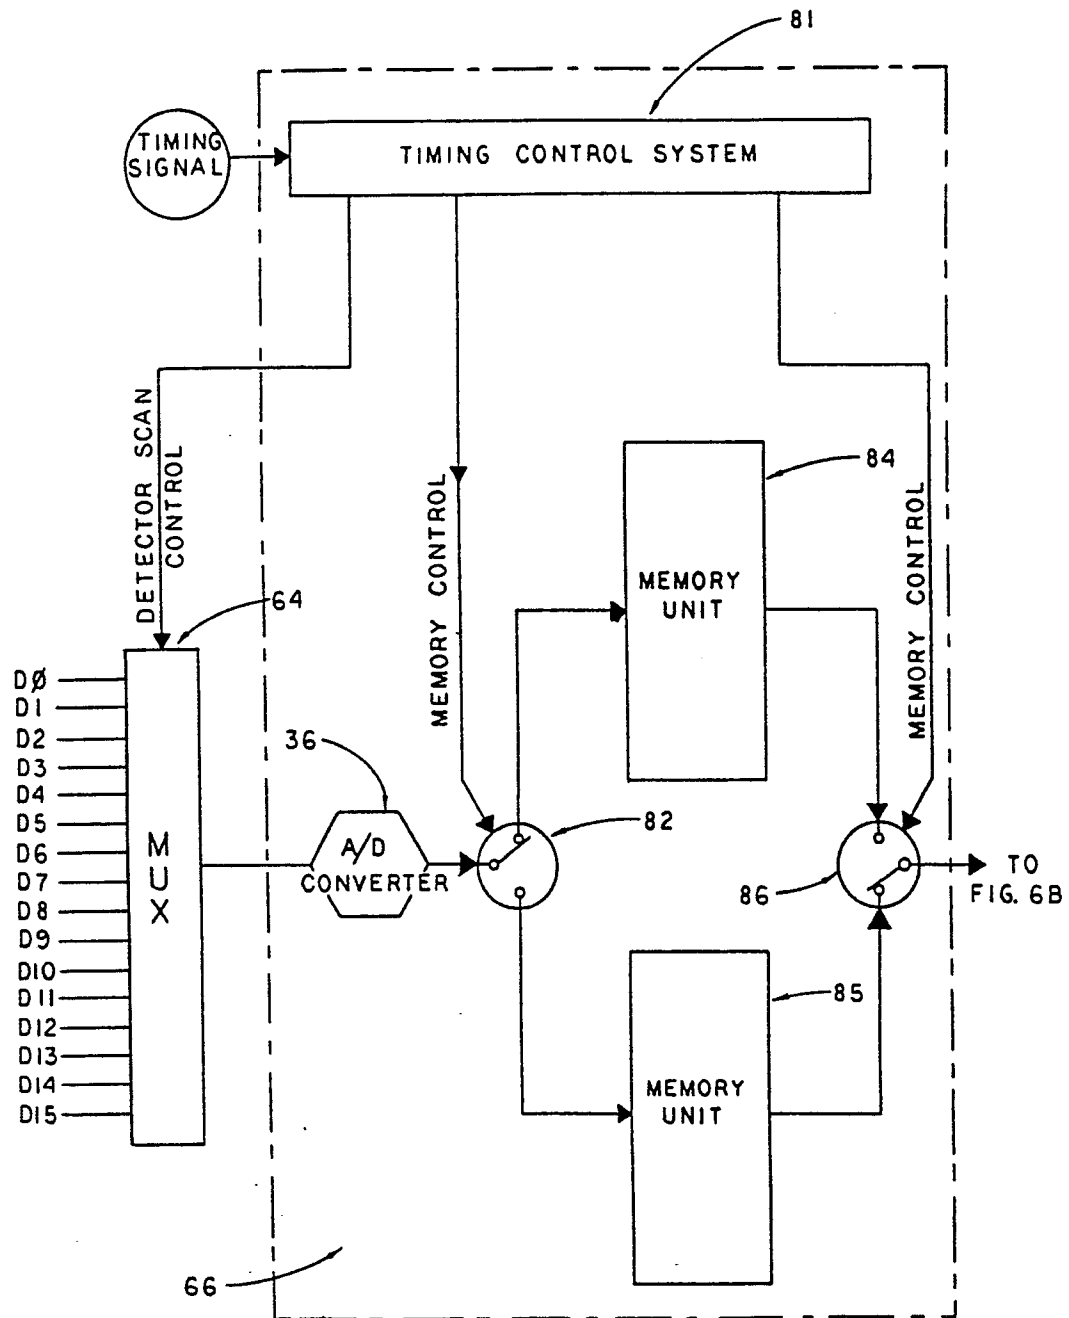 81
TIMING
SIGNAL
TIMING CONTROL SYSTEM
DETECTOR SCAN
CONTROL
MEMORY CONTROL
MEMORY CONTROL
84
MEMORY
UNIT
64
DØ
D1
D2
D3
D4
D5
D6
D7
D8
D9
D10
D11
D12
D13
D14
D15
MUX
36
A/D
CONVERTER
82
86
TO
FIG. 6B
85
MEMORY
UNIT
66